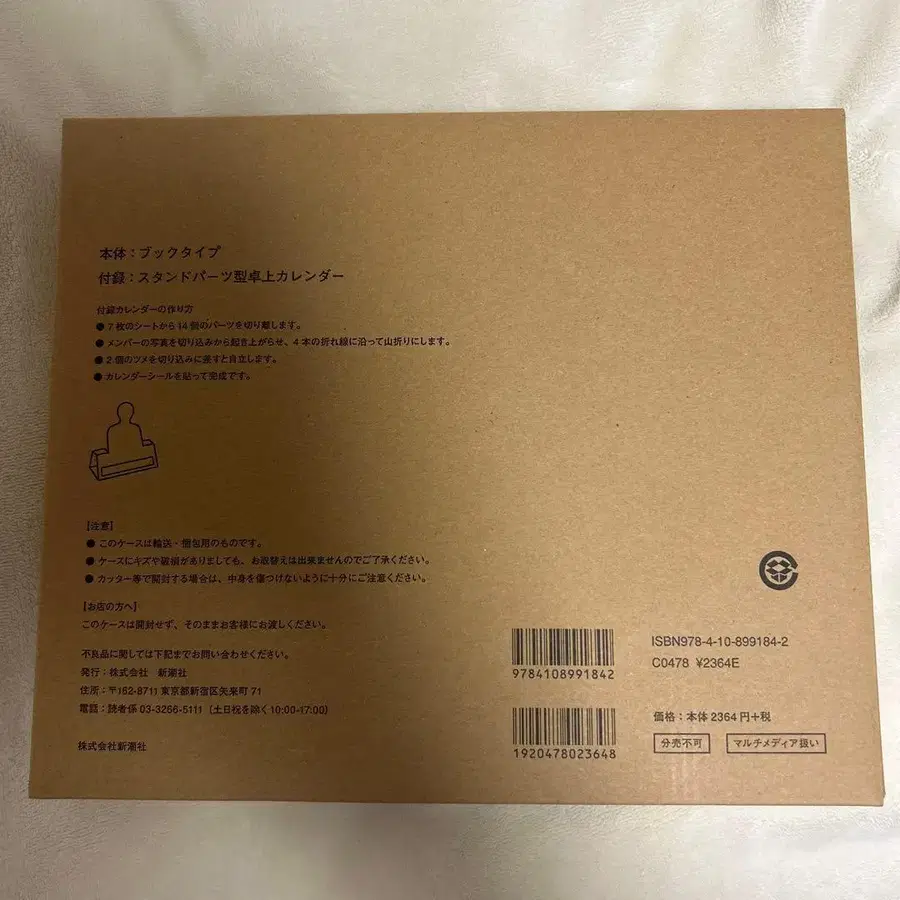 本体：ブックタイプ
付録：スタンドパーツ型卓上カレンダー
付録カレンダーの作り方
●7枚のシートから14個のパーツを切り離します。
●メンバーの写真を切り込みから起き上がらせ、4本の折れ線に沿って山折りにします。
●2個のツメを切り込みに差すと自立します。
●カレンダーシールを貼って完成です。
【注意】
●このケースは輸送・梱包用のものです。
●ケースにキズや破損がありましても、お取替えは出来ませんのでご了承ください。
●カッター等で開封する場合は、中身を傷つけないように十分にご注意ください。
【お店の方へ】
このケースは開封せず、そのままお客様にお渡しください。
不良品に関しては下記までお問い合わせください。
発行：株式会社 新潮社
住所：〒162-8711 東京都新宿区矢来町71
電話：読者係 03-3266-5111（土日祝を除く10:00-17:00）
株式会社新潮社
9784108991842
1920478023648
ISBN978-4-10-899184-2
C0478 ¥2364E
価格：本体2364円+税
分売不可
マルチメディア扱い